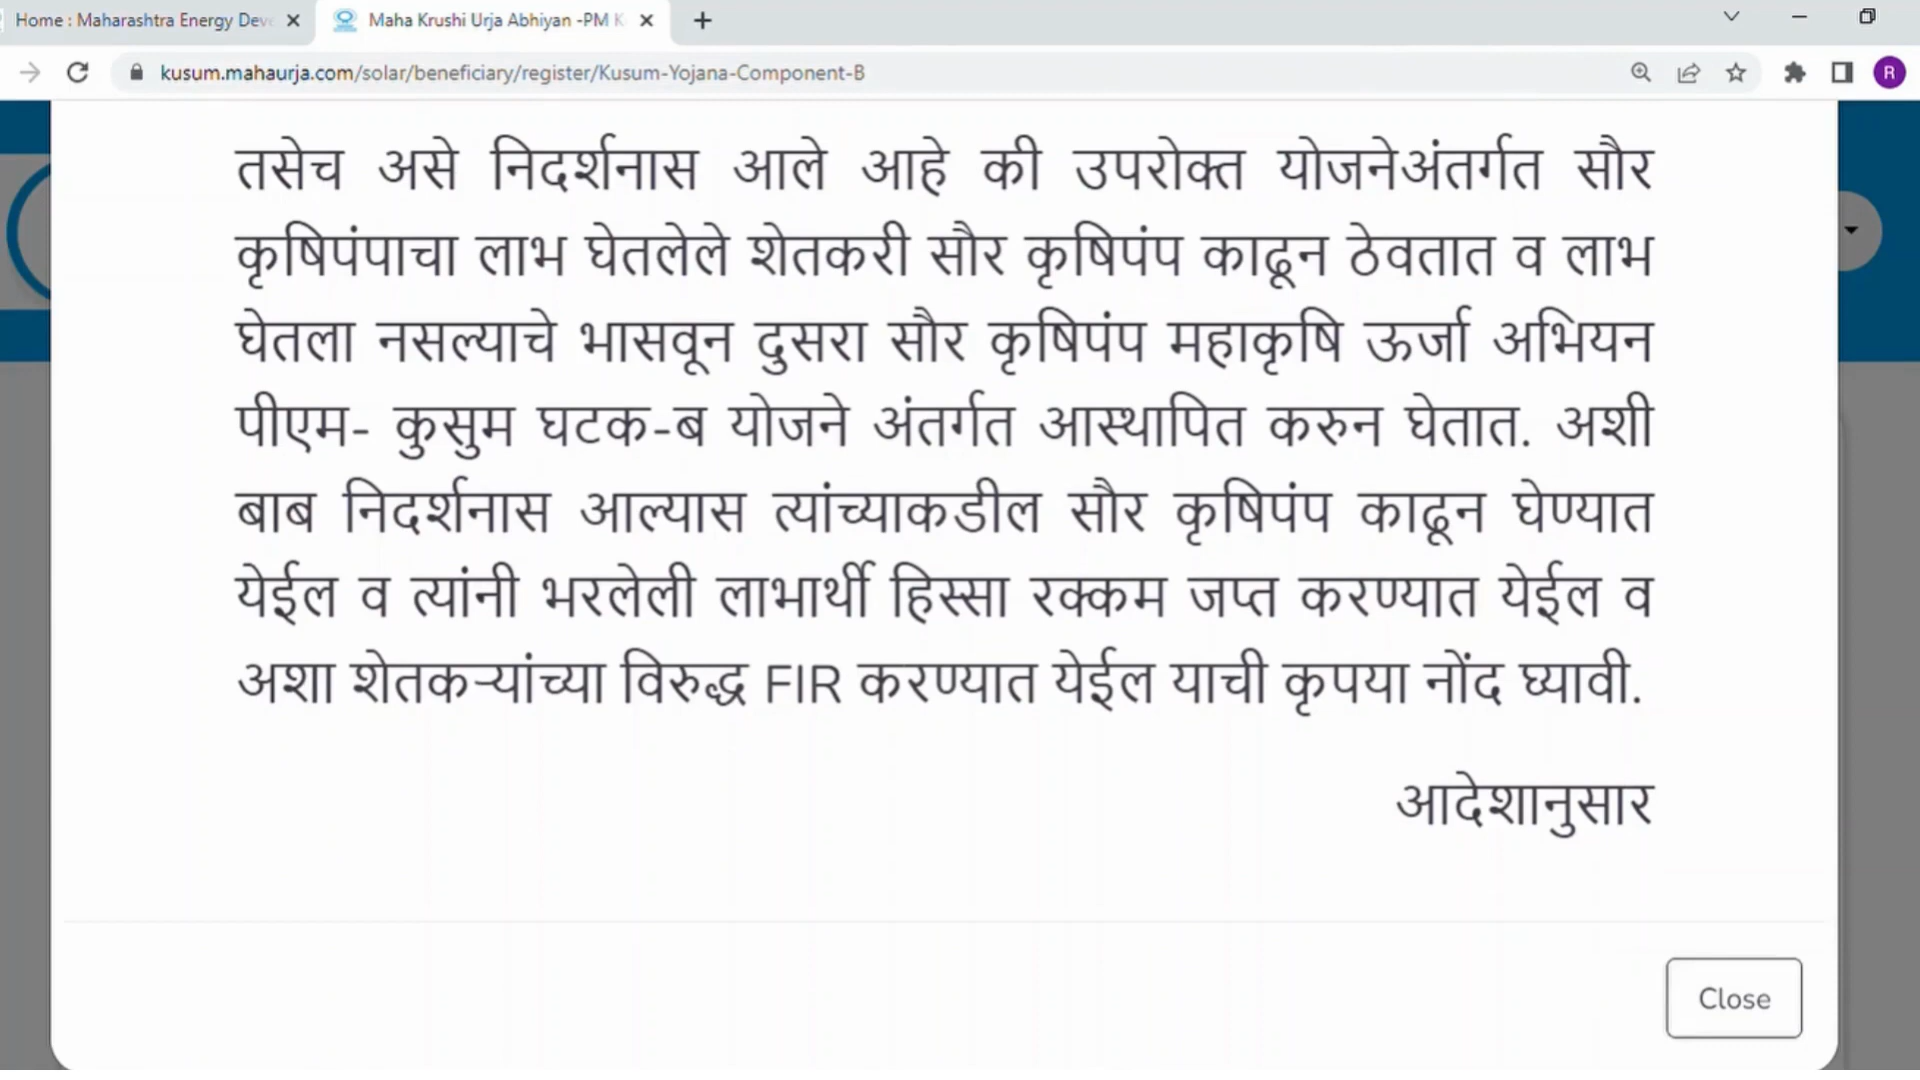 Home : Maharashtra Energy Deve
Maha Krushi Urja Abhiyan -PM K
kusum.mahaurja.com/solar/beneficiary/register/Kusum-Yojana-Component-B
R
तसेच असे निदर्शनास आले आहे की उपरोक्त योजनेअंतर्गत सौर
कृषिपंपाचा लाभ घेतलेले शेतकरी सौर कृषिपंप काढून ठेवतात व लाभ
घेतला नसल्याचे भासवून दुसरा सौर कृषिपंप महाकृषि ऊर्जा अभियन
पीएम- कुसुम घटक-ब योजने अंतर्गत आस्थापित करुन घेतात. अशी
बाब निदर्शनास आल्यास त्यांच्याकडील सौर कृषिपंप काढून घेण्यात
येईल व त्यांनी भरलेली लाभार्थी हिस्सा रक्कम जप्त करण्यात येईल व
अशा शेतकऱ्यांच्या विरुद्ध FIR करण्यात येईल याची कृपया नोंद घ्यावी.
आदेशानुसार
Close